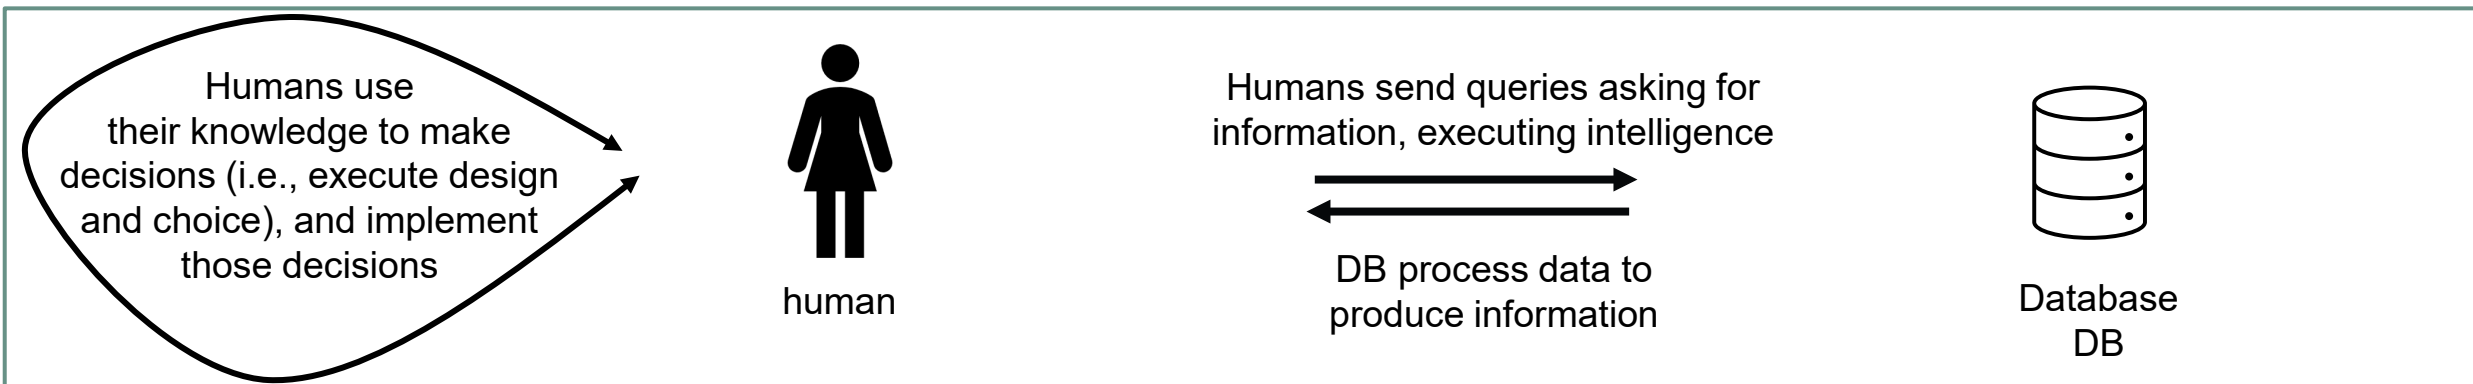 Humans use
their knowledge to make
decisions (i.e., execute design
and choice), and implement
those decisions
human
Humans send queries asking for
information, executing intelligence
DB process data to
produce information
Database
DB